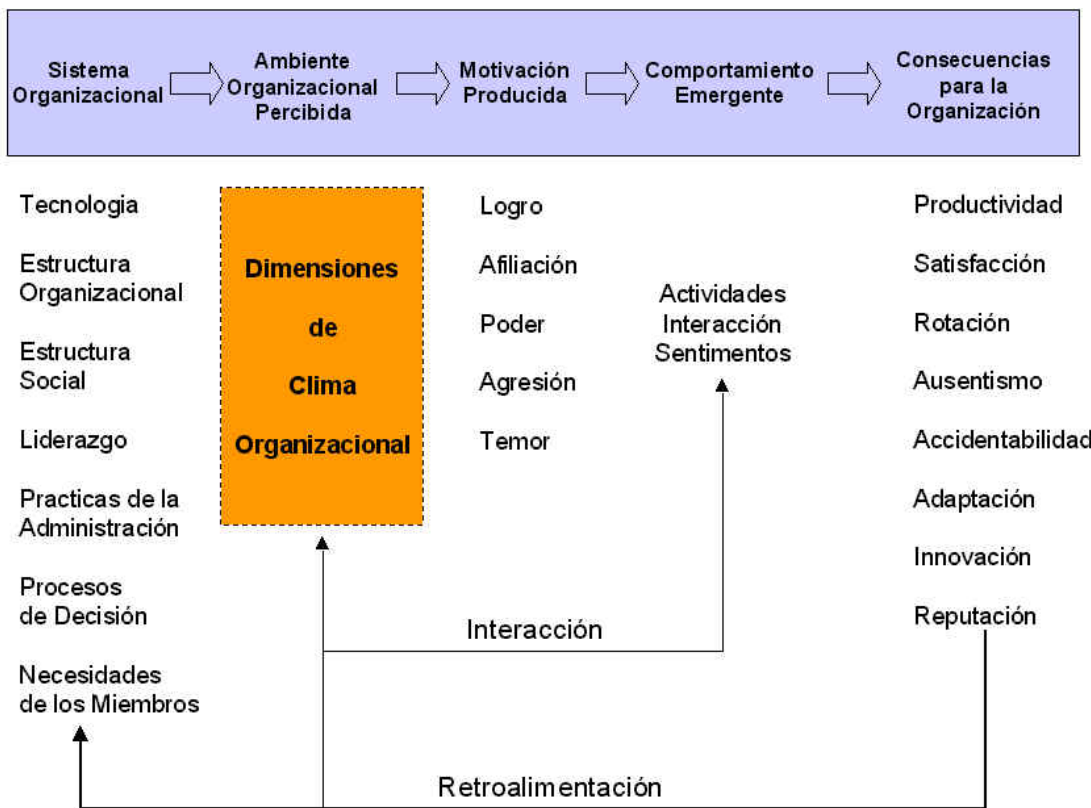 Sistema
Organizacional
Ambiente
Organizacional
Percibida
Motivación
Producida
Comportamiento
Emergente
Consecuencias
para la
Organización
Tecnologia
Estructura
Organizacional
Estructura
Social
Liderazgo
Practicas de la
Administración
Procesos
de Decisión
Necesidades
de los Miembros
Dimensiones
de
Clima
Organizacional
Logro
Afiliación
Poder
Agresión
Temor
Actividades
Interacción
Sentimentos
Productividad
Satisfacción
Rotación
Ausentismo
Accidentabilidad
Adaptación
Innovación
Reputación
Interacción
Retroalimentación